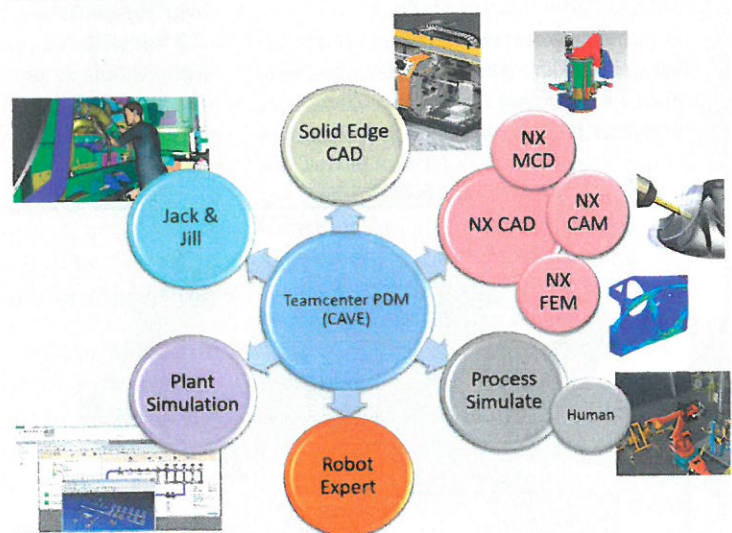 Solid Edge
CAD
NX
MCD
NX CAD
NX
CAM
NX
FEM
Jack &
Jill
Teamcenter PDM
(CAVE)
Plant
Simulation
Process
Simulate
Human
Robot
Expert